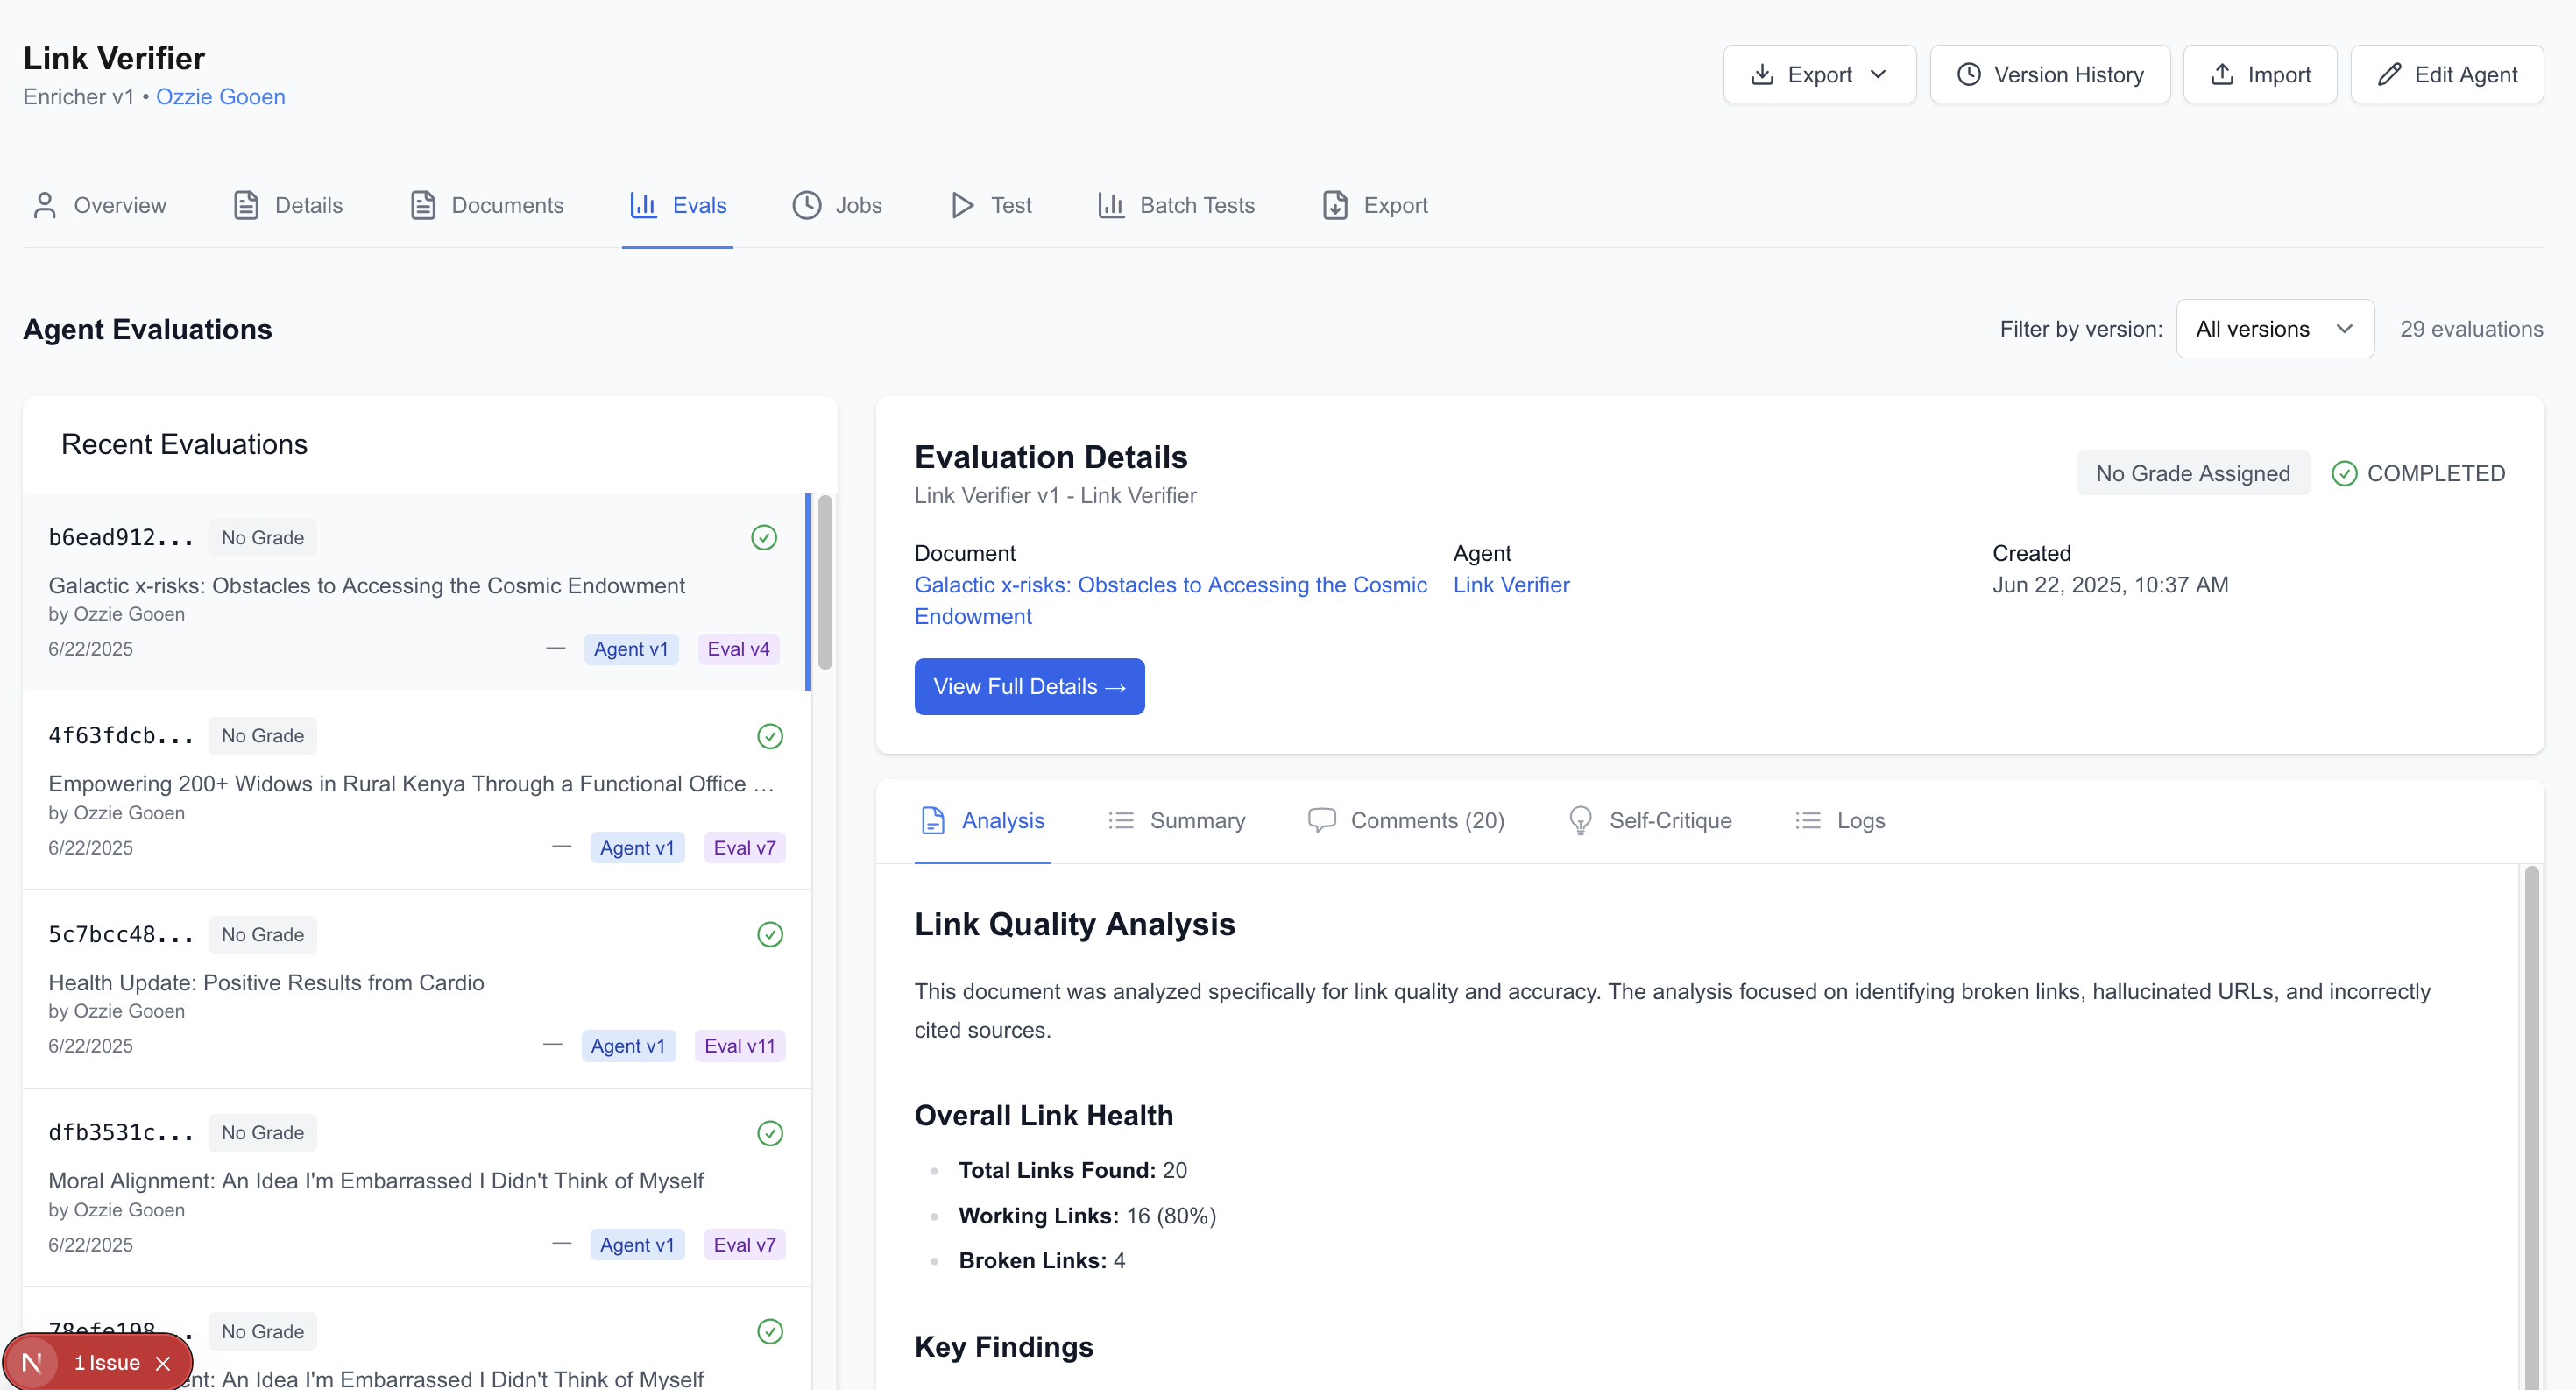 Link Verifier
Enricher v1 • Ozzie Gooen
Export
Version History
Import
Edit Agent
Overview
Details
Documents
Evals
Jobs
Test
Batch Tests
Export
Agent Evaluations
Filter by version:
All versions
29 evaluations
Recent Evaluations
b6ead912...
No Grade
Galactic x-risks: Obstacles to Accessing the Cosmic Endowment
by Ozzie Gooen
6/22/2025
—
Agent v1
Eval v4
4f63fdcb...
No Grade
Empowering 200+ Widows in Rural Kenya Through a Functional Office …
by Ozzie Gooen
6/22/2025
—
Agent v1
Eval v7
5c7bcc48...
No Grade
Health Update: Positive Results from Cardio
by Ozzie Gooen
6/22/2025
—
Agent v1
Eval v11
dfb3531c...
No Grade
Moral Alignment: An Idea I'm Embarrassed I Didn't Think of Myself
by Ozzie Gooen
6/22/2025
—
Agent v1
Eval v7
78efe198...
No Grade
An Idea I'm Embarrassed I Didn't Think of Myself
N
1 Issue
Evaluation Details
Link Verifier v1 - Link Verifier
No Grade Assigned
COMPLETED
Document
Galactic x-risks: Obstacles to Accessing the Cosmic
Endowment
Agent
Link Verifier
Created
Jun 22, 2025, 10:37 AM
View Full Details →
Analysis
Summary
Comments (20)
Self-Critique
Logs
Link Quality Analysis
This document was analyzed specifically for link quality and accuracy. The analysis focused on identifying broken links, hallucinated URLs, and incorrectly
cited sources.
Overall Link Health
• Total Links Found: 20
• Working Links: 16 (80%)
• Broken Links: 4
Key Findings